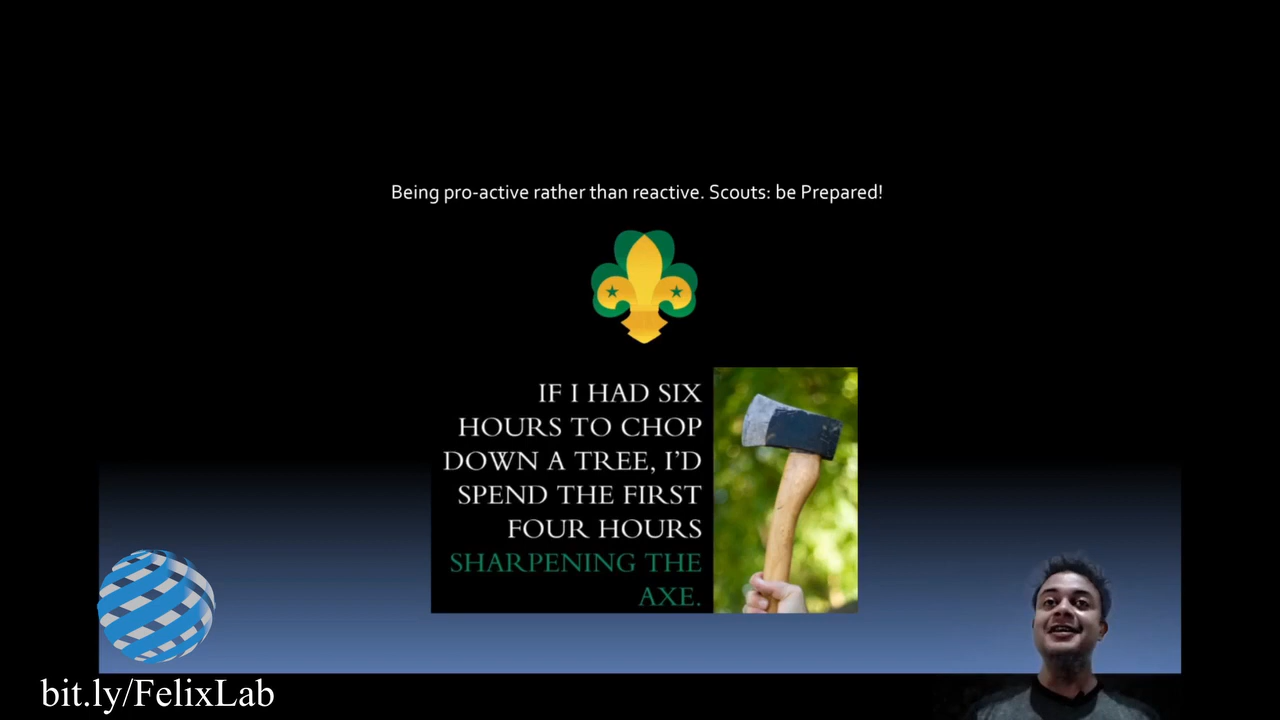 Being pro-active rather than reactive. Scouts: be Prepared!
IF I HAD SIX
HOURS TO CHOP
DOWN A TREE, I'D
SPEND THE FIRST
FOUR HOURS
SHARPENING THE
AXE.
bit.ly/FelixLab